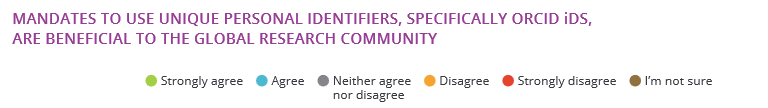 MANDATES TO USE UNIQUE PERSONAL IDENTIFIERS, SPECIFICALLY ORCID iDS,
ARE BENEFICIAL TO THE GLOBAL RESEARCH COMMUNITY
Strongly agree Agree Neither agree nor disagree Disagree Strongly disagree I'm not sure